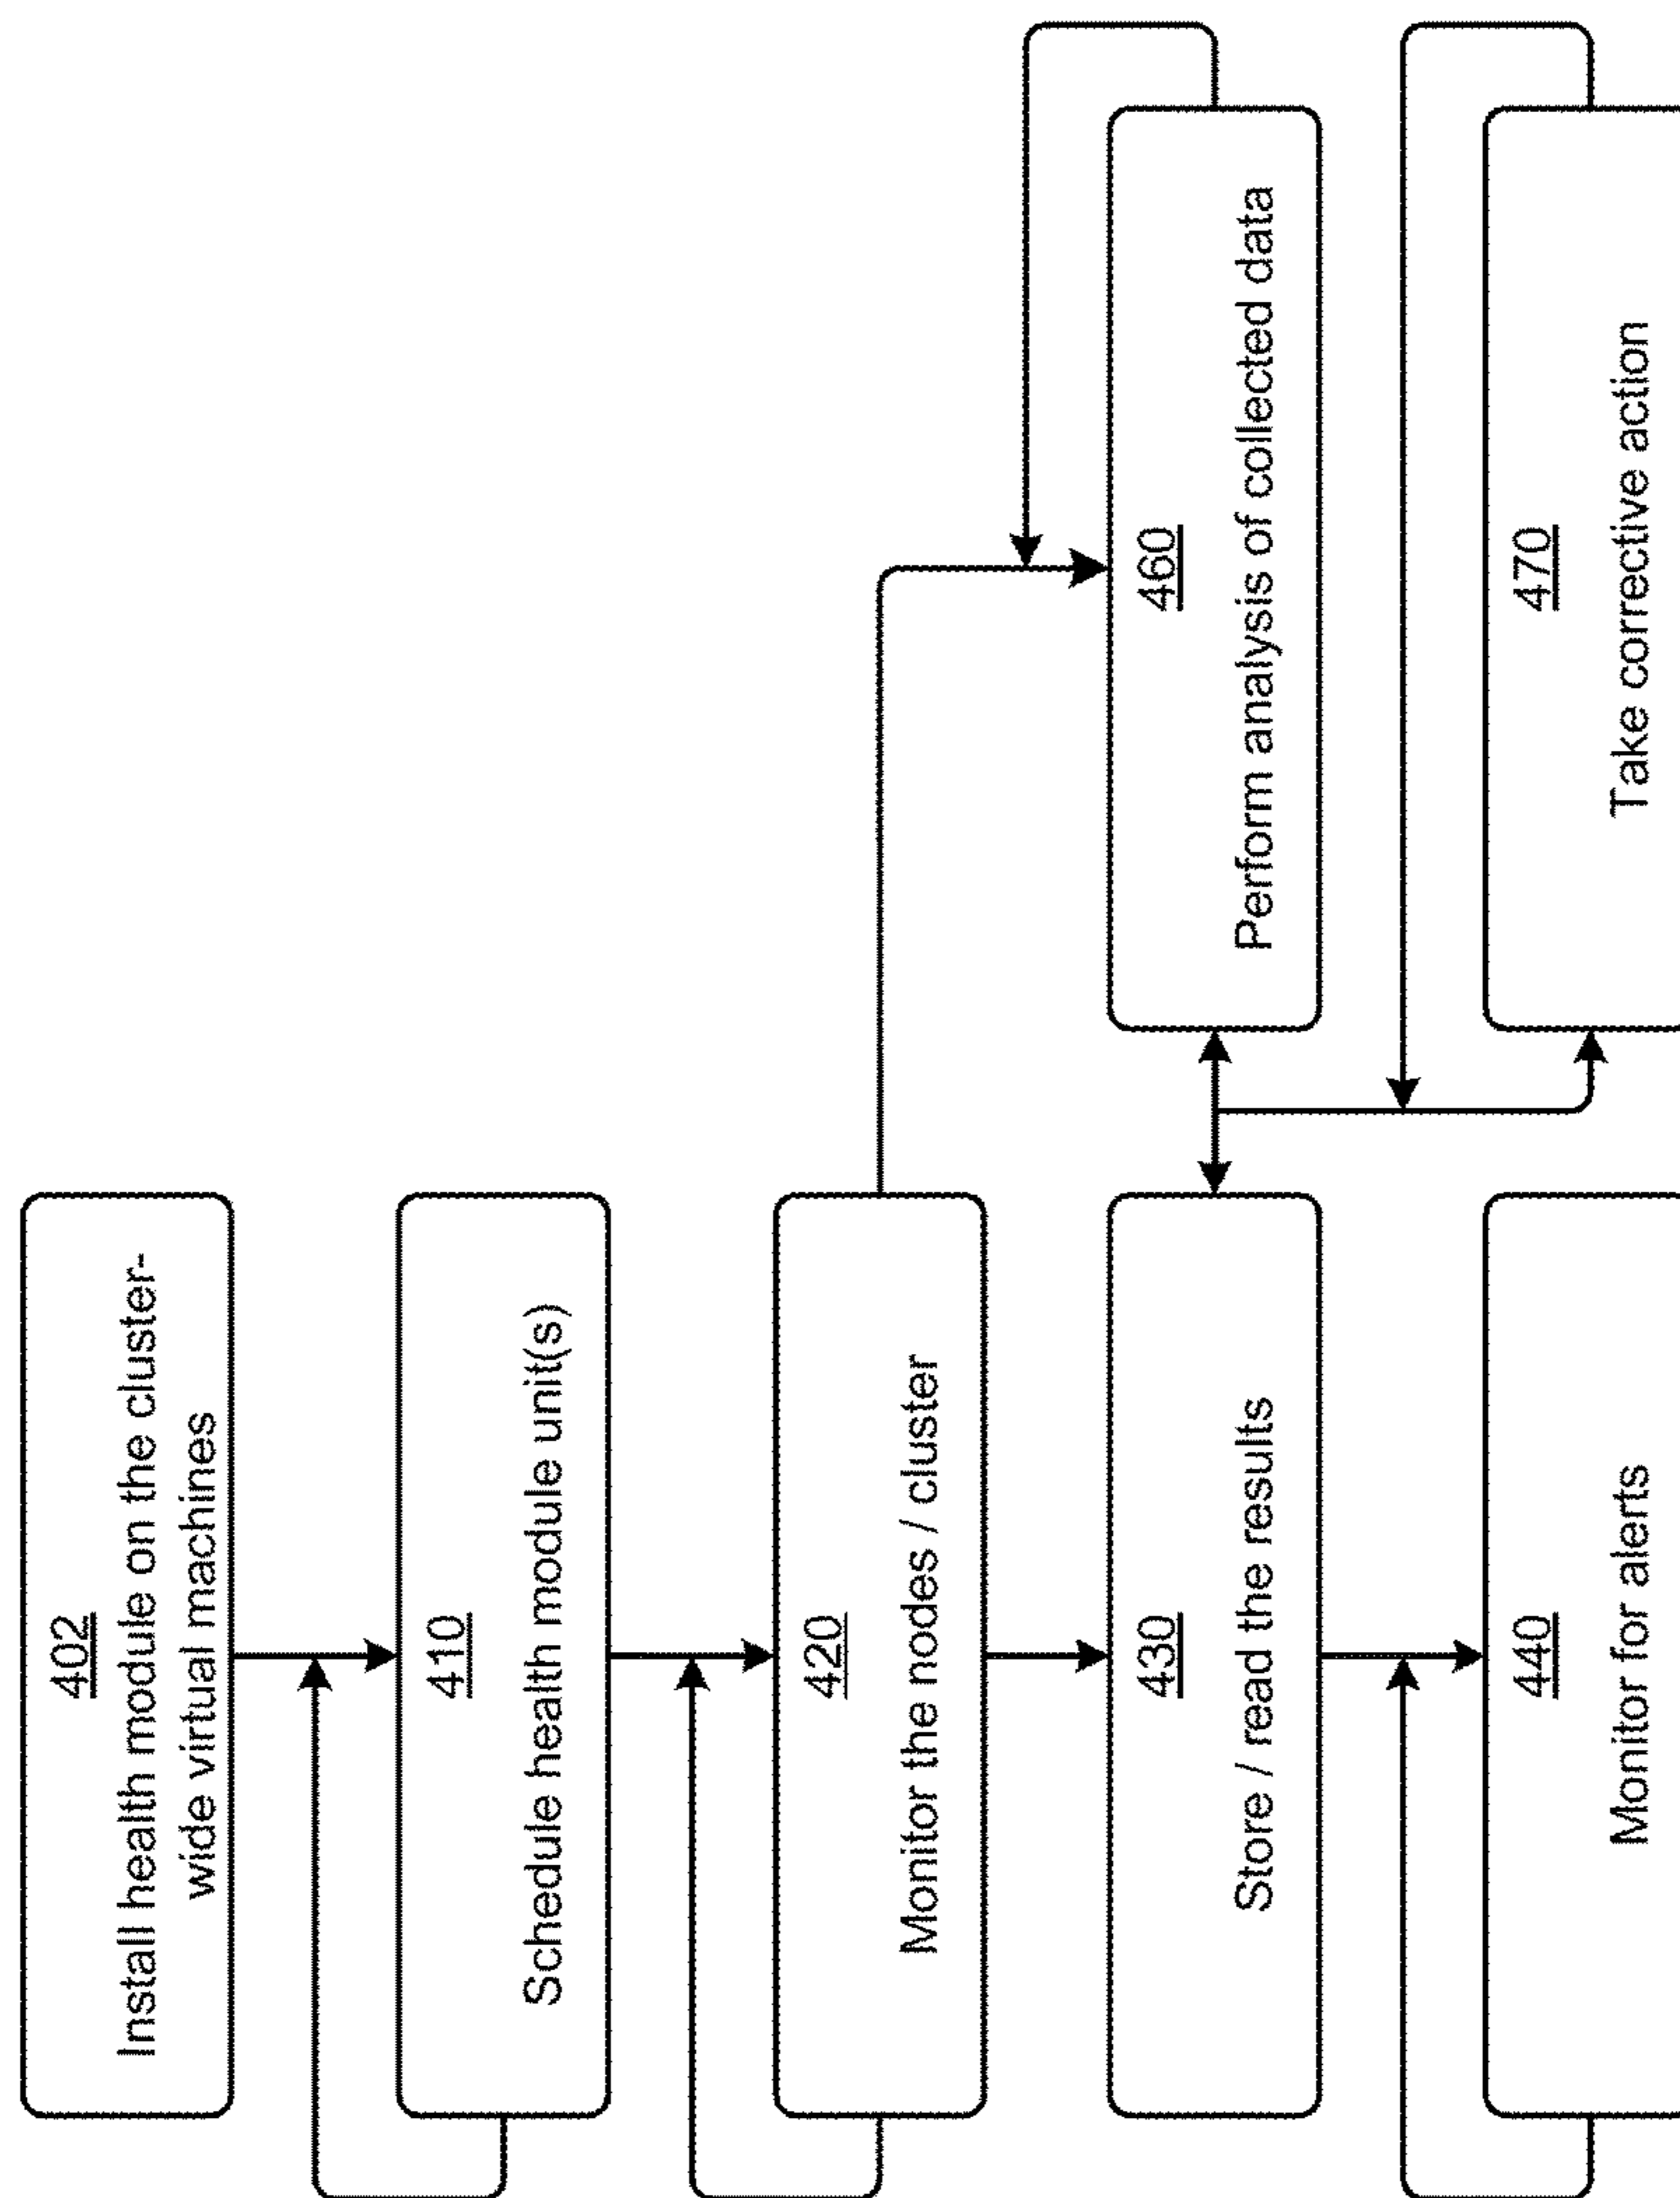 402
Install health module on the cluster-
wide virtual machines
410
Schedule health module unit(s)
420
Monitor the nodes / cluster
430
Store / read the results
440
Monitor for alerts
460
Perform analysis of collected data
470
Take corrective action